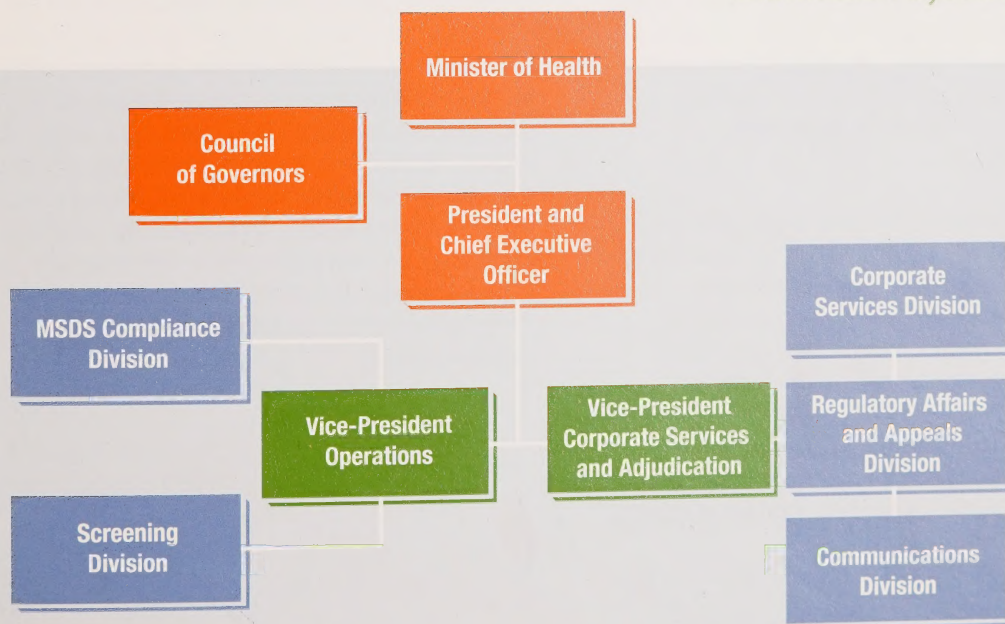 Minister of Health
Council
of Governors
President and
Chief Executive
Officer
Corporate
Services Division
MSDS Compliance
Division
Vice-President
Operations
Vice-President
Corporate Services
and Adjudication
Regulatory Affairs
and Appeals
Division
Screening
Division
Communications
Division